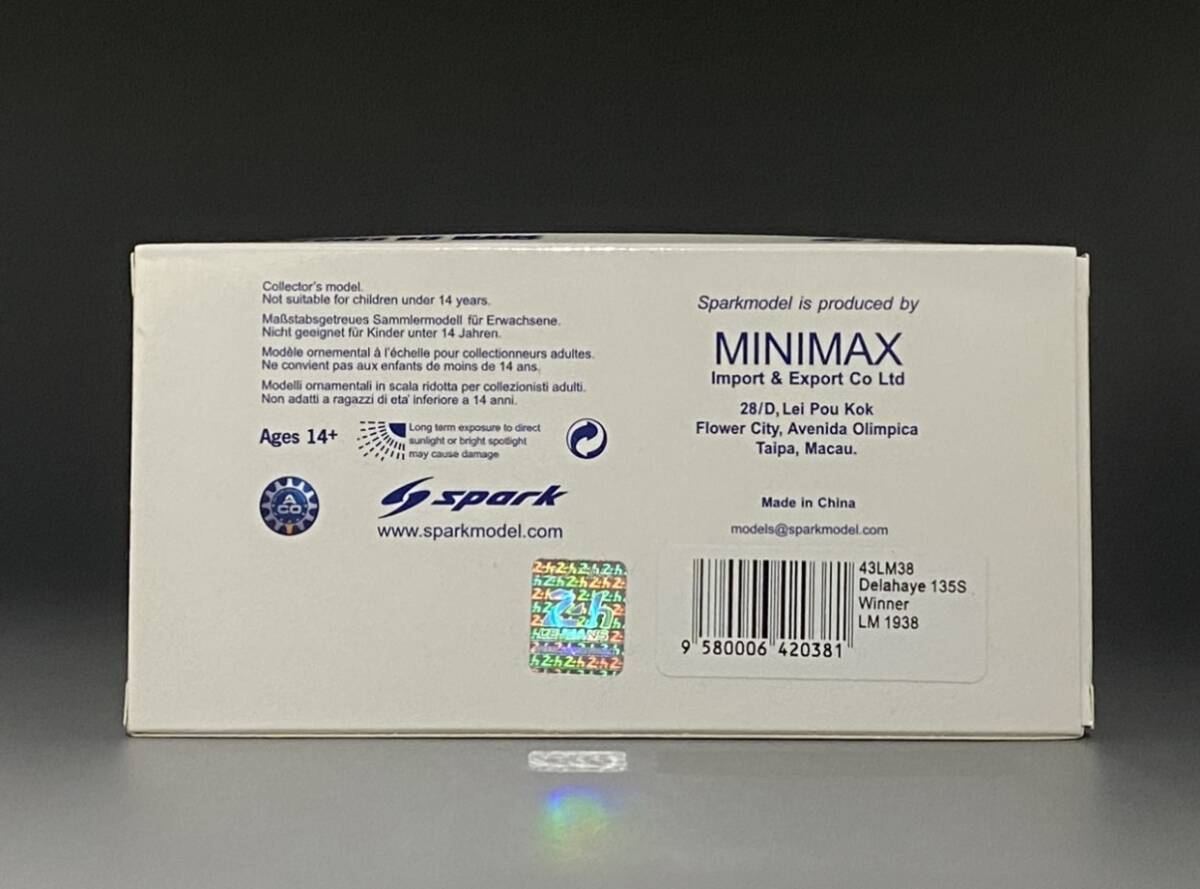 Collector's model.
Not suitable for children under 14 years.
Maßstabsgetreues Sammlermodell für Erwachsene.
Nicht geeignet für Kinder unter 14 Jahren.
Modèle ornemental à l'échelle pour collectionneurs adultes.
Ne convient pas aux enfants de moins de 14 ans.
Modelli ornamentali in scala ridotta per collezionisti adulti.
Non adatti a ragazzi di eta' inferiore a 14 anni.
Ages 14+
Long term exposure to direct
sunlight or bright spotlight
may cause damage
ACO
spark
www.sparkmodel.com
Sparkmodel is produced by
MINIMAX
Import & Export Co Ltd
28/D, Lei Pou Kok
Flower City, Avenida Olimpica
Taipa, Macau.
Made in China
models@sparkmodel.com
24h
LE MANS
43LM38
Delahaye 135S
Winner
LM 1938
9 580006 420381